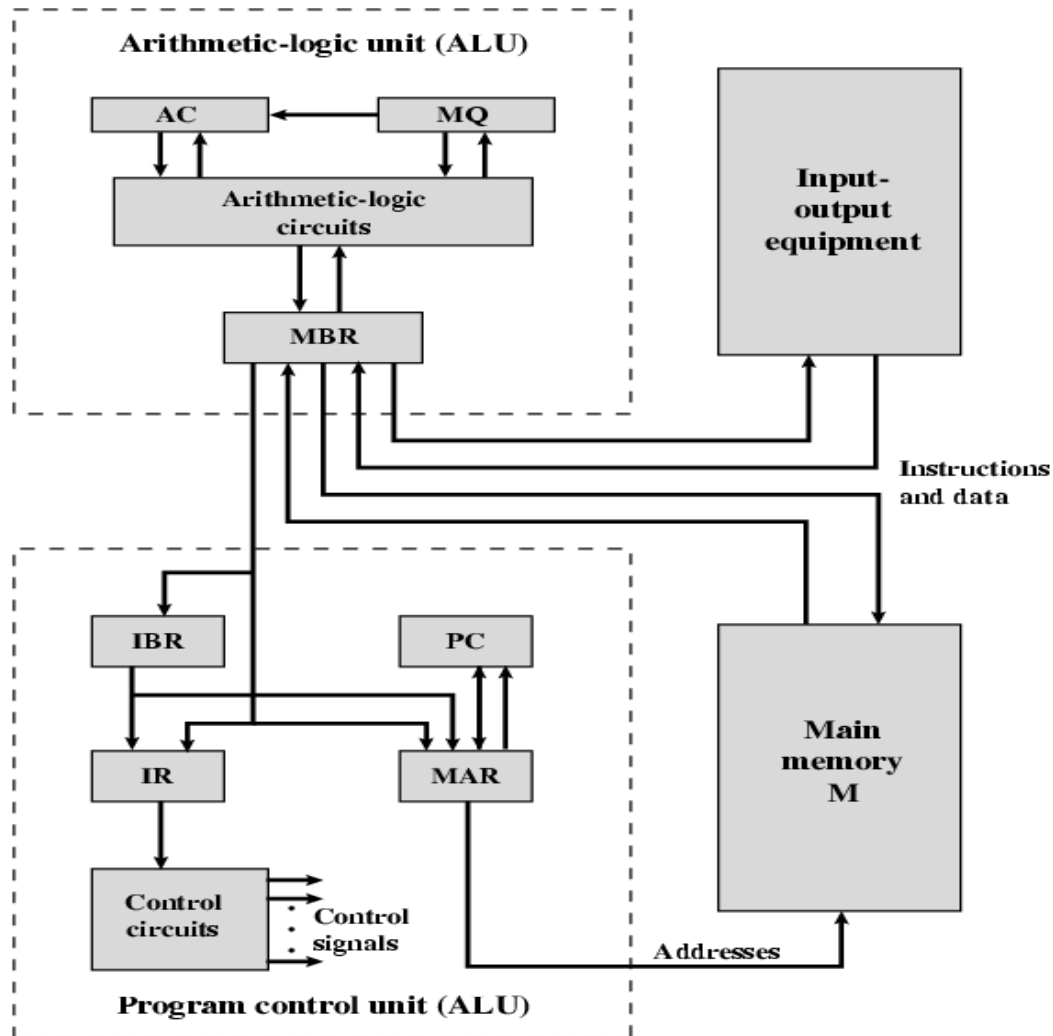 Arithmetic-logic unit (ALU)
AC
MQ
Arithmetic-logic
circuits
MBR
Input-
output
equipment
Instructions
and data
IBR
PC
IR
MAR
Main
memory
M
Control
circuits
Control
signals
Addresses
Program control unit (ALU)